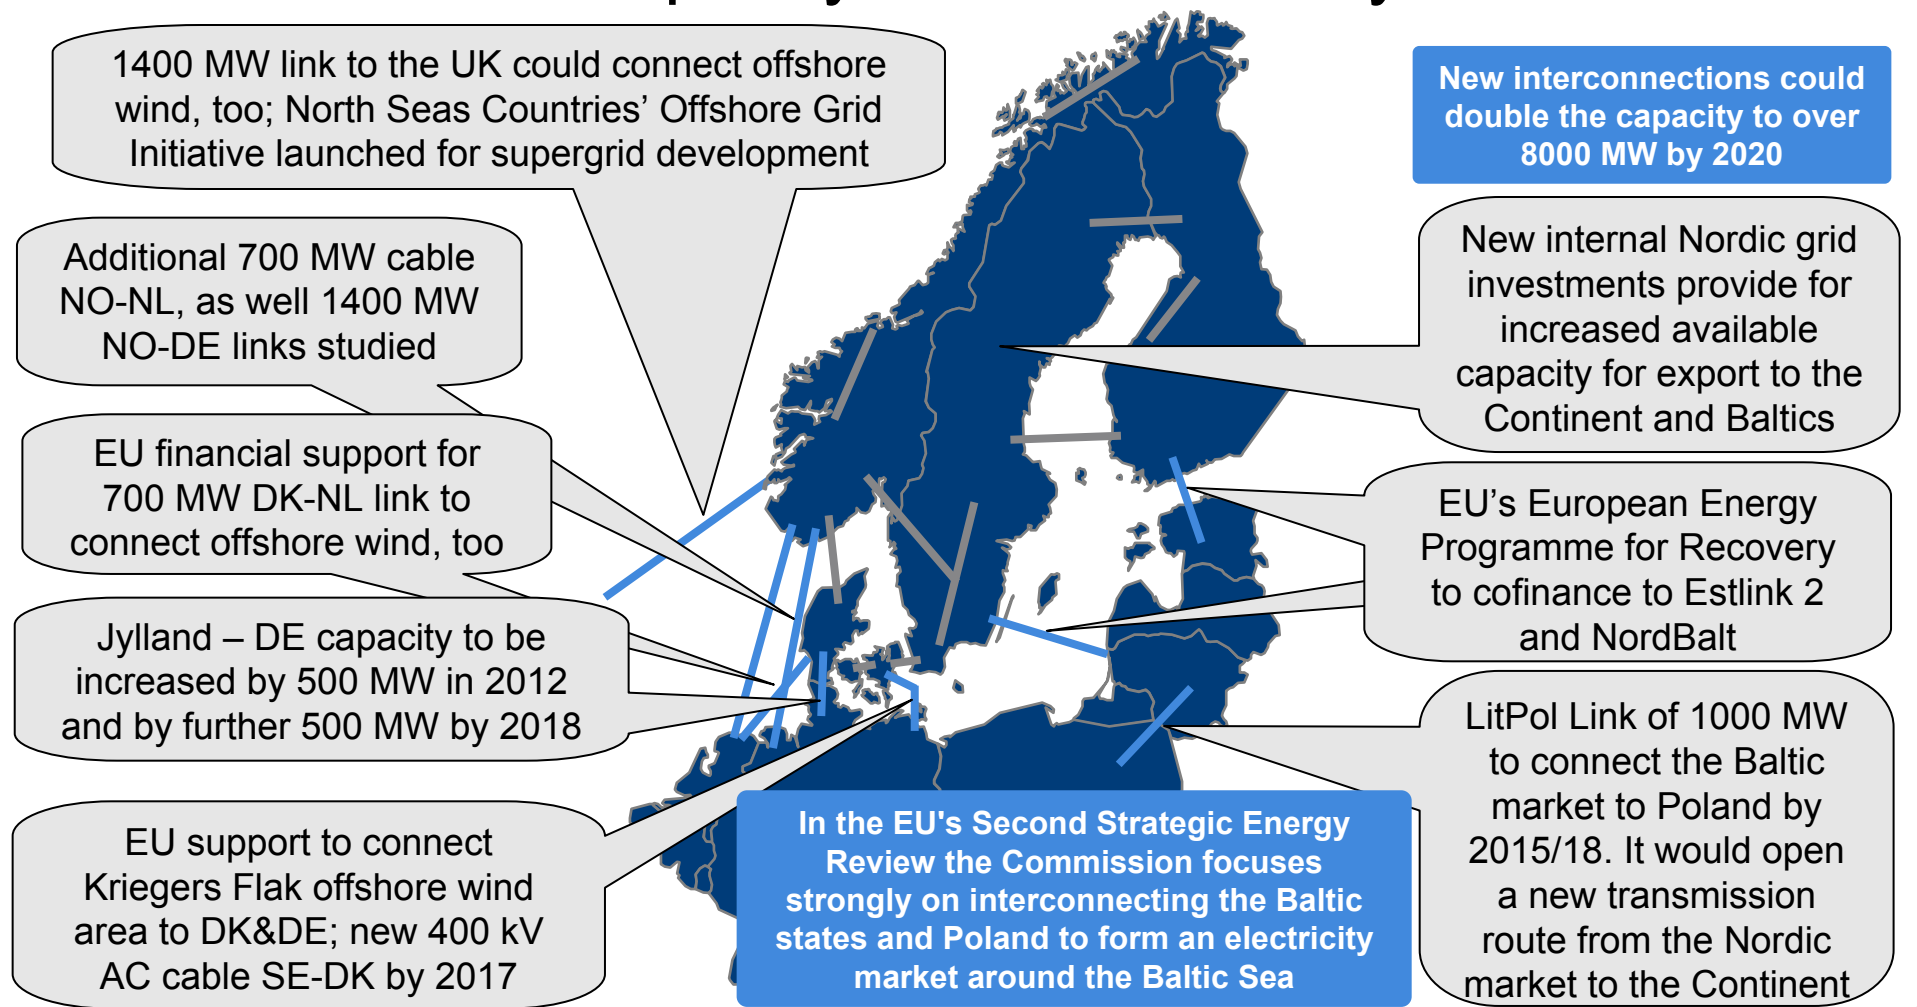 1400 MW link to the UK could connect offshore
wind, too; North Seas Countries’ Offshore Grid
Initiative launched for supergrid development
New interconnections could
double the capacity to over
8000 MW by 2020
Additional 700 MW cable
NO-NL, as well 1400 MW
NO-DE links studied
New internal Nordic grid
investments provide for
increased available
capacity for export to the
Continent and Baltics
EU financial support for
700 MW DK-NL link to
connect offshore wind, too
EU’s European Energy
Programme for Recovery
to cofinance to Estlink 2
and NordBalt
Jylland – DE capacity to be
increased by 500 MW in 2012
and by further 500 MW by 2018
LitPol Link of 1000 MW
to connect the Baltic
market to Poland by
2015/18. It would open
a new transmission
route from the Nordic
market to the Continent
EU support to connect
Kriegers Flak offshore wind
area to DK&DE; new 400 kV
AC cable SE-DK by 2017
In the EU's Second Strategic Energy
Review the Commission focuses
strongly on interconnecting the Baltic
states and Poland to form an electricity
market around the Baltic Sea